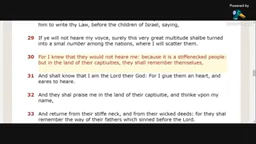 Powered by
him to write thy Law, before the children of Israel, saying,
29 If ye will not heare my voyce, surely this very great multitude shalbe turned
into a smal number among the nations, where I will scatter them.
30 For I knew that they would not heare me: because it is a stiffenecked people:
but in the land of their captiuities, they shall remember themselues,
31 And shall know that I am the Lord their God: For I giue them an heart, and
eares to heare.
32 And they shal praise me in the land of their captiuitie, and thinke vpon my
name,
33 And returne from their stiffe neck, and from their wicked deeds: for they shal
remember the way of their fathers which sinned before the Lord.